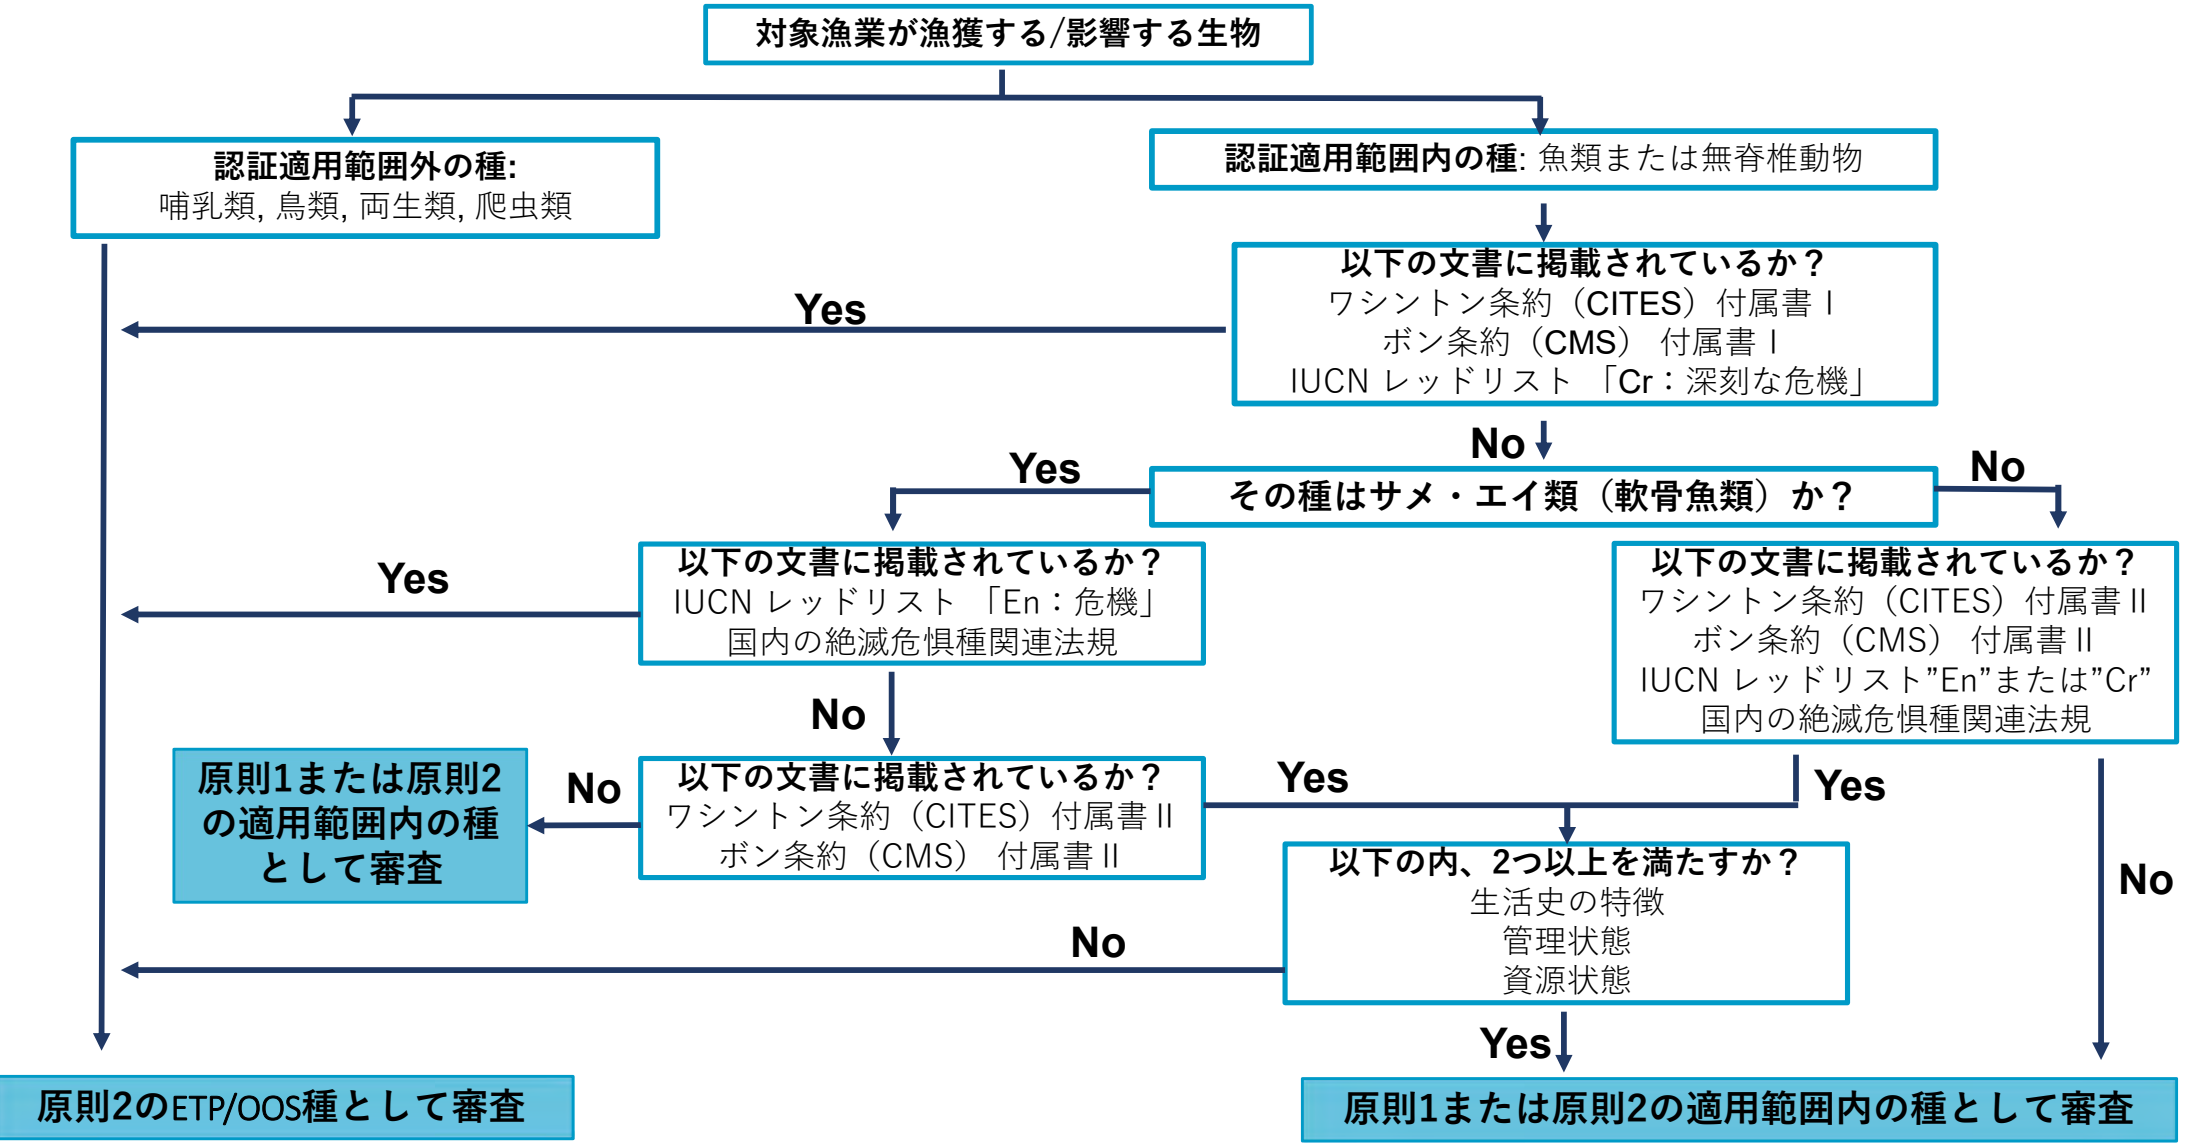 対象漁業が漁獲する/影響する生物
認証適用範囲外の種:
哺乳類, 鳥類, 両生類, 爬虫類
認証適用範囲内の種: 魚類または無脊椎動物
以下の文書に掲載されているか？
ワシントン条約（CITES）付属書Ⅰ
ボン条約（CMS） 付属書Ⅰ
IUCN レッドリスト 「Cr：深刻な危機」
Yes
No
その種はサメ・エイ類（軟骨魚類）か？
Yes
No
以下の文書に掲載されているか？
IUCN レッドリスト 「En：危機」
国内の絶滅危惧種関連法規
Yes
No
以下の文書に掲載されているか？
ワシントン条約（CITES）付属書Ⅱ
ボン条約（CMS） 付属書Ⅱ
IUCN レッドリスト”En”または”Cr”
国内の絶滅危惧種関連法規
以下の文書に掲載されているか？
ワシントン条約（CITES）付属書Ⅱ
ボン条約（CMS） 付属書Ⅱ
No
原則1または原則2
の適用範囲内の種
として審査
Yes
Yes
No
以下の内、2つ以上を満たすか？
生活史の特徴
管理状態
資源状態
No
Yes
原則2のETP/OOS種として審査
原則1または原則2の適用範囲内の種として審査